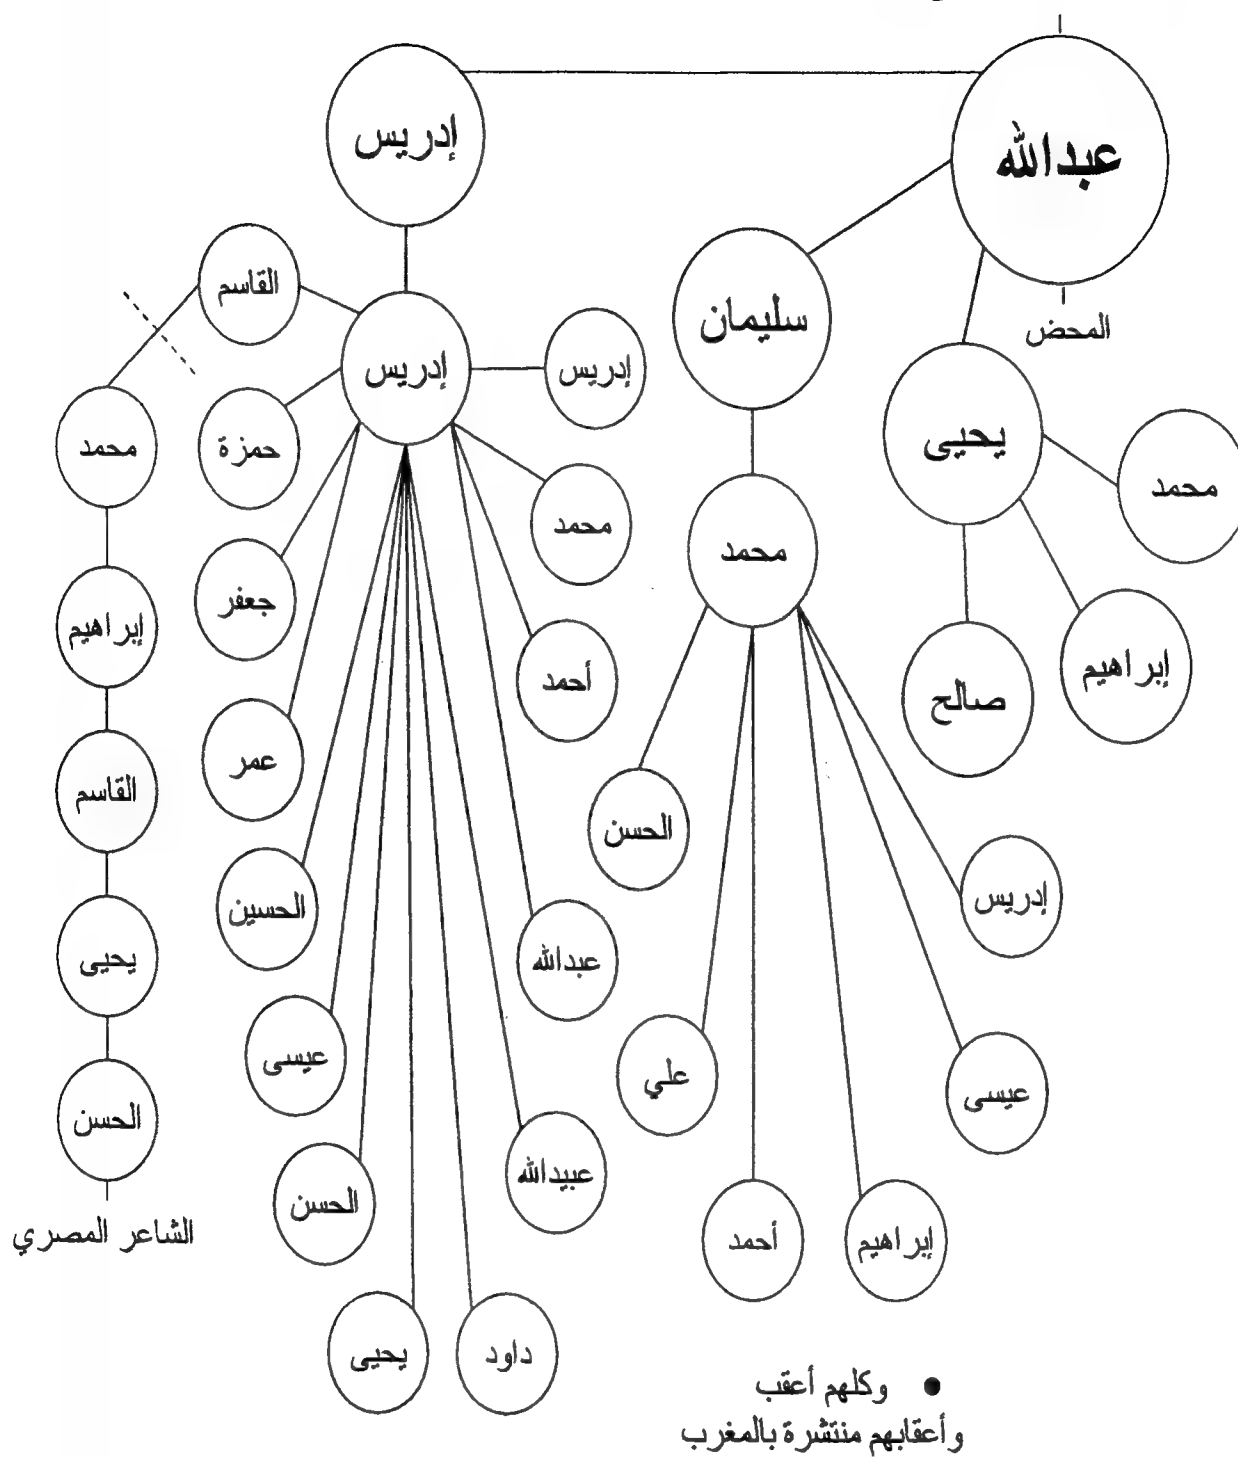 عبدالله
المحض
إدريس
سليمان
يحيى
محمد
إبراهيم
صالح
محمد
إدريس
عيسى
إبراهيم
أحمد
علي
الحسن
إدريس
إدريس
محمد
أحمد
عبدالله
عبيدالله
داود
يحيى
الحسن
عيسى
الحسين
عمر
جعفر
حمزة
القاسم
محمد
إبراهيم
القاسم
يحيى
الحسن
الشاعر المصري
● وكلهم أعقب
وأعقابهم منتشرة بالمغرب